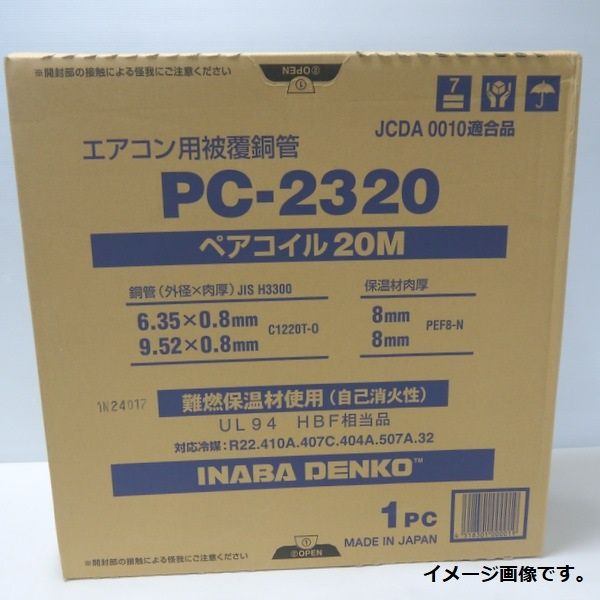 ※開封部の接触による怪我にご注意ください
②OPEN
①
7
JCDA 0010適合品
エアコン用被覆銅管
PC-2320
ペアコイル20M
銅管（外径×肉厚）JIS H3300
保温材肉厚
6.35×0.8mm
9.52×0.8mm
C1220T-O
8mm
8mm
PEF8-N
1N24017
難燃保温材使用（自己消火性）
UL94 HBF相当品
対応冷媒：R22.410A.407C.404A.507A.32
INABA DENKO™
1PC
MADE IN JAPAN
①
②OPEN
※開封部の接触による怪我にご注意ください
イメージ画像です。